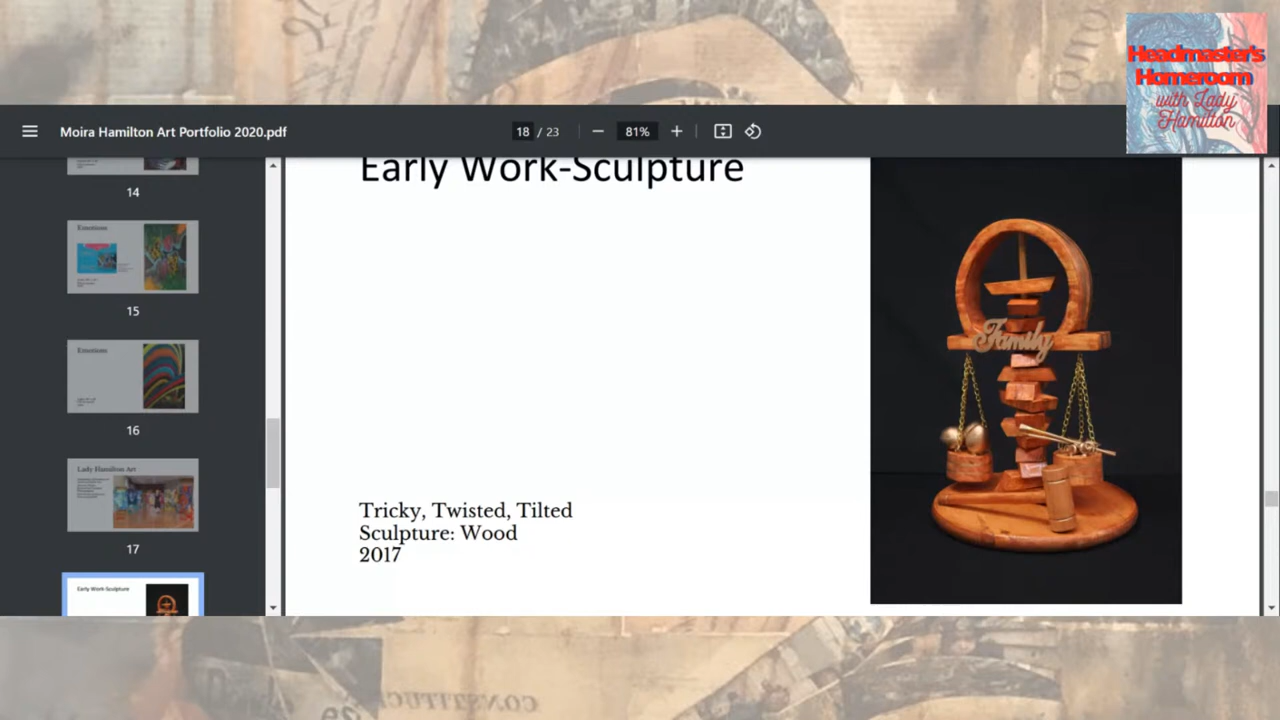 Headmaster's
Homeroom
with Lady
Hamilton
Moira Hamilton Art Portfolio 2020.pdf
18 / 23
81%
14
Emotions
15
Emotions
16
Lady Hamilton Art
17
Early Work-Sculpture
Early Work-Sculpture
Family
Tricky, Twisted, Tilted
Sculpture: Wood
2017